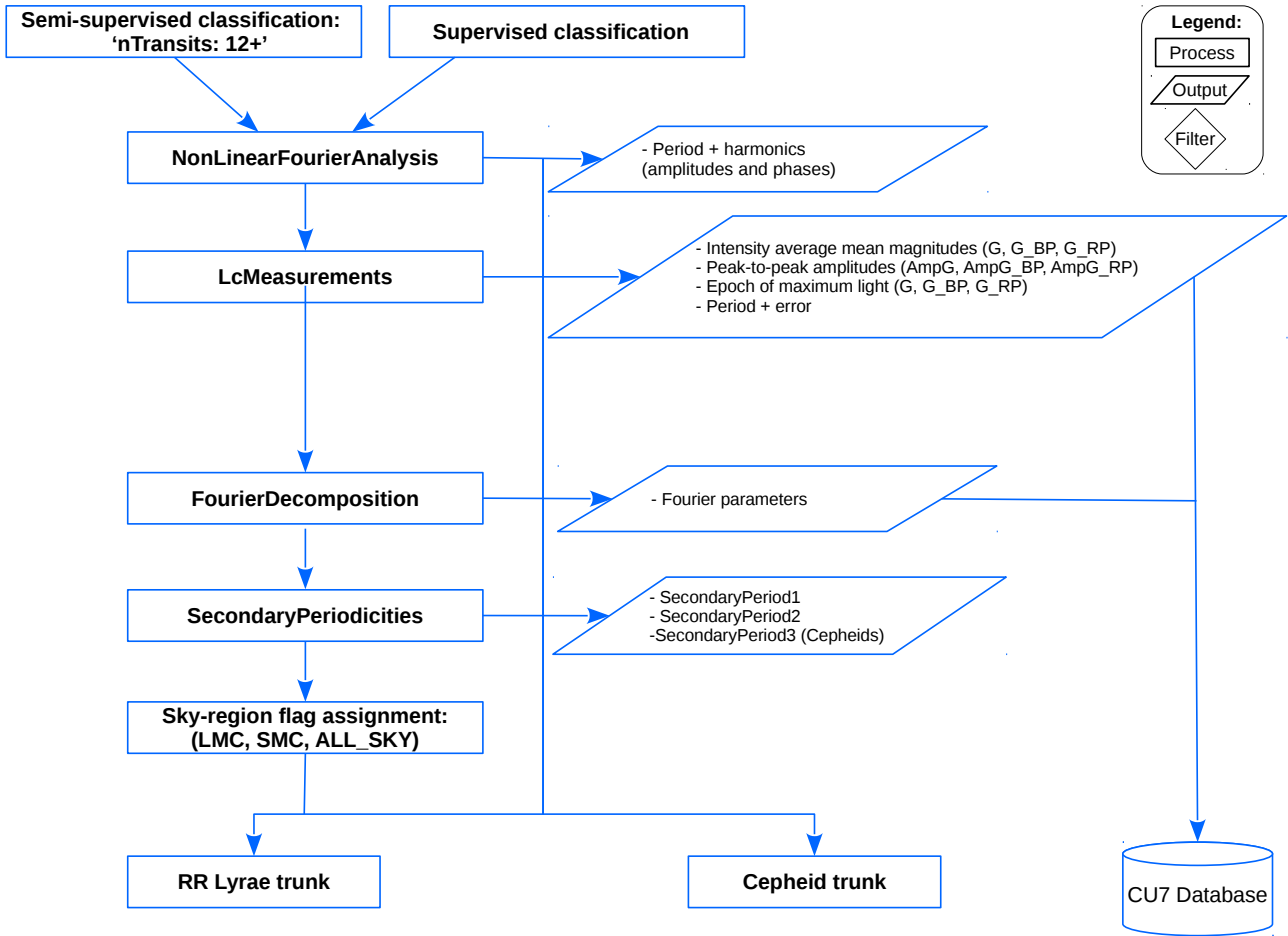 Semi-supervised classification:
‘nTransits: 12+’
Supervised classification
Legend:
Process
Output
Filter
NonLinearFourierAnalysis
- Period + harmonics
(amplitudes and phases)
LcMeasurements
- Intensity average mean magnitudes (G, G_BP, G_RP)
- Peak-to-peak amplitudes (AmpG, AmpG_BP, AmpG_RP)
- Epoch of maximum light (G, G_BP, G_RP)
- Period + error
FourierDecomposition
- Fourier parameters
SecondaryPeriodicities
- SecondaryPeriod1
- SecondaryPeriod2
-SecondaryPeriod3 (Cepheids)
Sky-region flag assignment:
(LMC, SMC, ALL_SKY)
RR Lyrae trunk
Cepheid trunk
CU7 Database